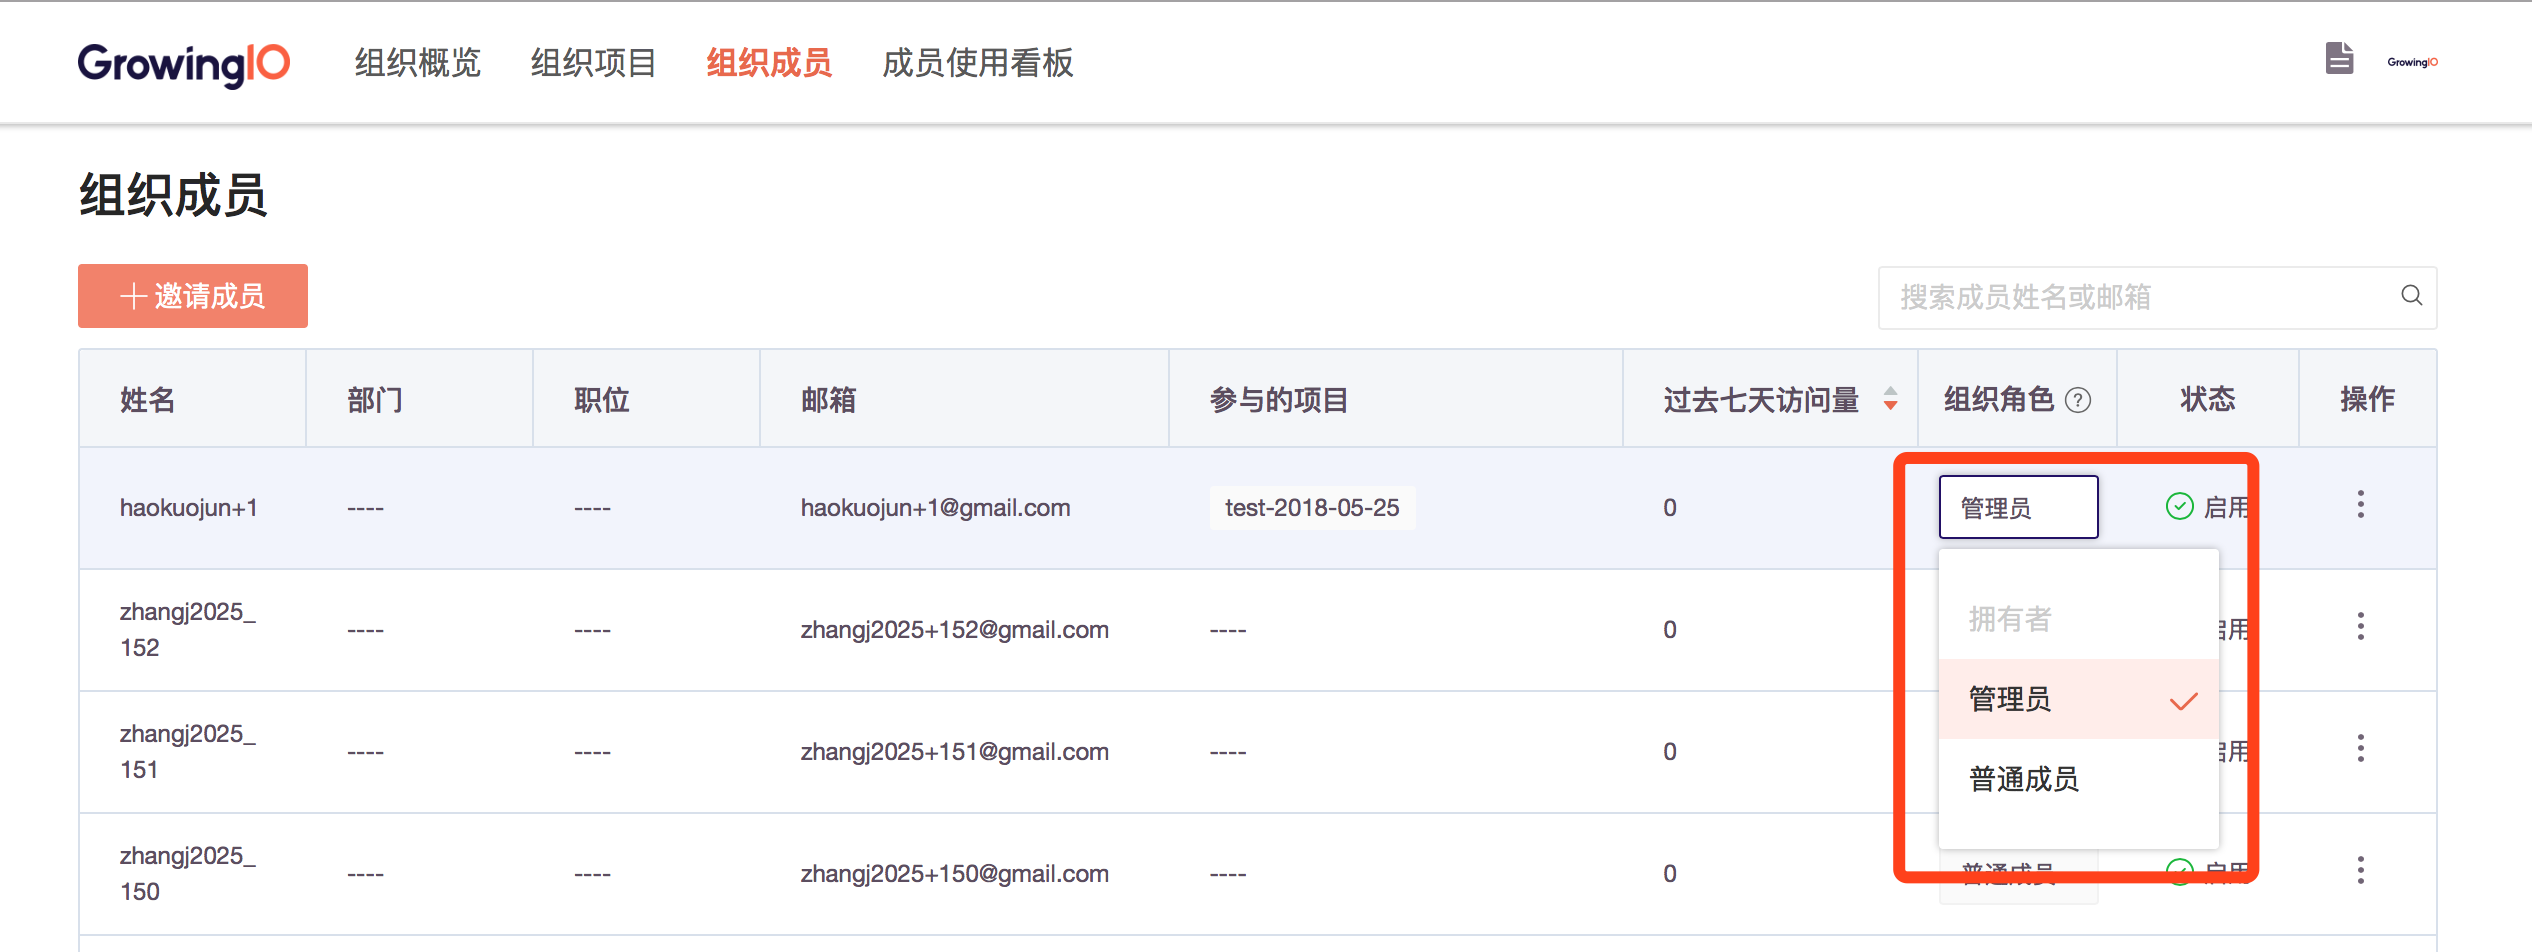 GrowingIO 组织概览 组织项目 组织成员 成员使用看板 GrowingIO
组织成员
邀请成员 搜索成员姓名或邮箱
姓名 部门 职位 邮箱 参与的项目 过去七天访问量 组织角色 ? 状态 操作
haokuojun+1 ---- ---- haokuojun+1@gmail.com test-2018-05-25 0 管理员 启用
拥有者
管理员
普通成员
zhangj2025_
152 ---- ---- zhangj2025+152@gmail.com ---- 0 启用
zhangj2025_
151 ---- ---- zhangj2025+151@gmail.com ---- 0 启用
zhangj2025_
150 ---- ---- zhangj2025+150@gmail.com ---- 0 普通成员 启用